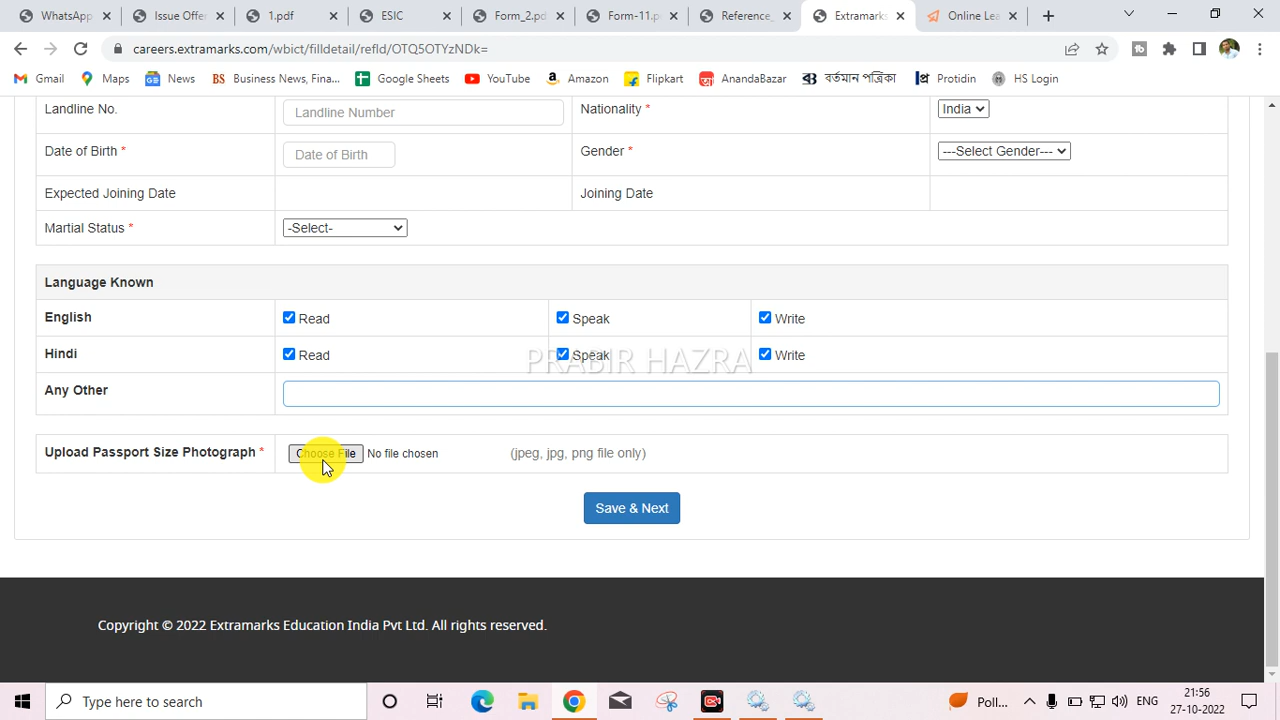 WhatsApp
Issue Offe
1.pdf
ESIC
Form_2.pd
Form-11.p
Reference_
Extramarks
Online Lea
careers.extramarks.com/wbict/filldetail/refId/OTQ5OTYzNDk=
Gmail
Maps
News
BS Business News, Fina...
Google Sheets
YouTube
Amazon
Flipkart
AnandaBazar
বর্তমান পত্রিকা
Protidin
HS Login
Landline No.
Landline Number
Nationality *
India
Date of Birth *
Date of Birth
Gender *
---Select Gender---
Expected Joining Date
Joining Date
Martial Status *
-Select-
Language Known
English
Read
Speak
Write
Hindi
Read
Speak
Write
PRABIR HAZRA
Any Other
Upload Passport Size Photograph *
Choose File No file chosen
(jpeg, jpg, png file only)
Save & Next
Copyright © 2022 Extramarks Education India Pvt Ltd. All rights reserved.
Type here to search
Poll...
ENG
21:56
27-10-2022